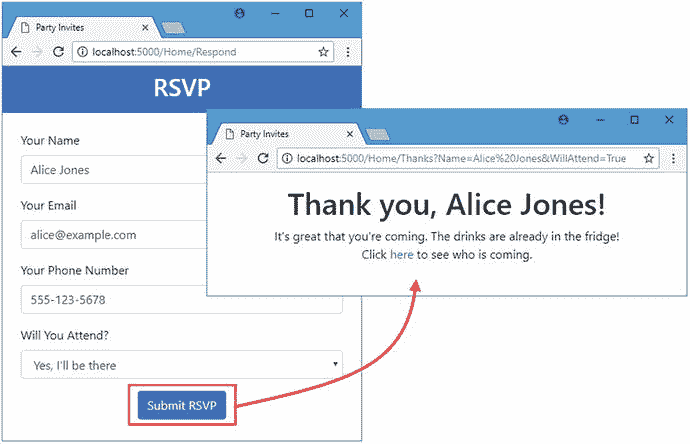 Party Invites
localhost:5000/Home/Respond
RSVP
Your Name
Alice Jones
Your Email
alice@example.com
Your Phone Number
555-123-5678
Will You Attend?
Yes, I'll be there
Submit RSVP
Party Invites
localhost:5000/Home/Thanks?Name=Alice%20Jones&WillAttend=True
Thank you, Alice Jones!
It's great that you're coming. The drinks are already in the fridge!
Click here to see who is coming.